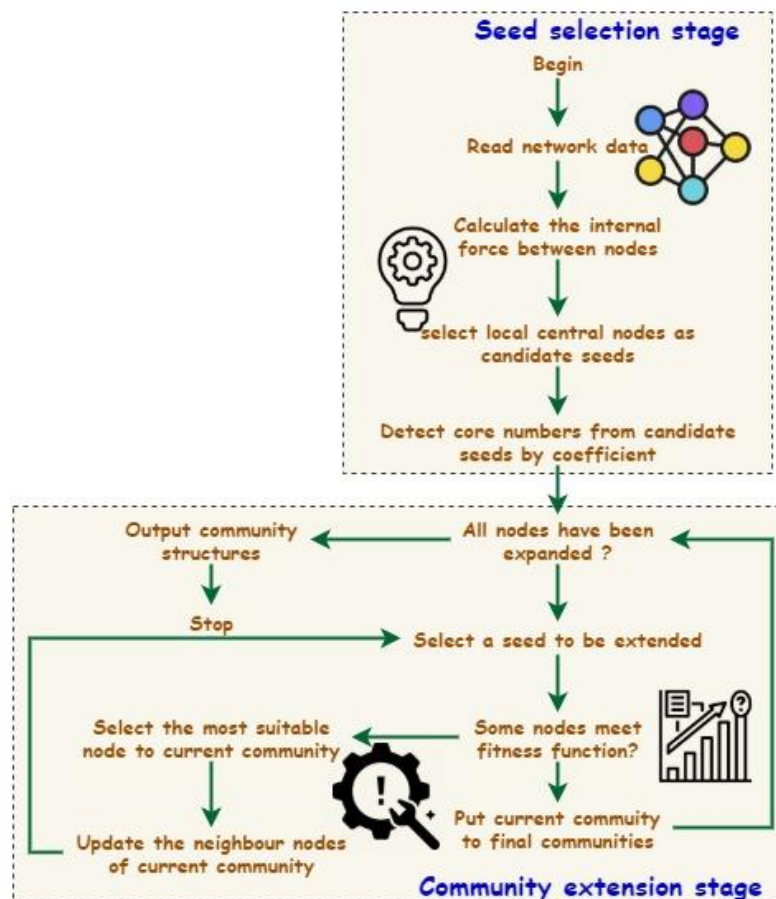 Seed selection stage
Begin
Read network data
Calculate the internal
force between nodes
select local central nodes as
candidate seeds
Detect core numbers from candidate
seeds by coefficient
Output community
structures
All nodes have been
expanded ?
Stop
Select a seed to be extended
Select the most suitable
node to current community
Some nodes meet
fitness function?
?
!
Update the neighbour nodes
of current community
Put current commuity
to final communities
Community extension stage